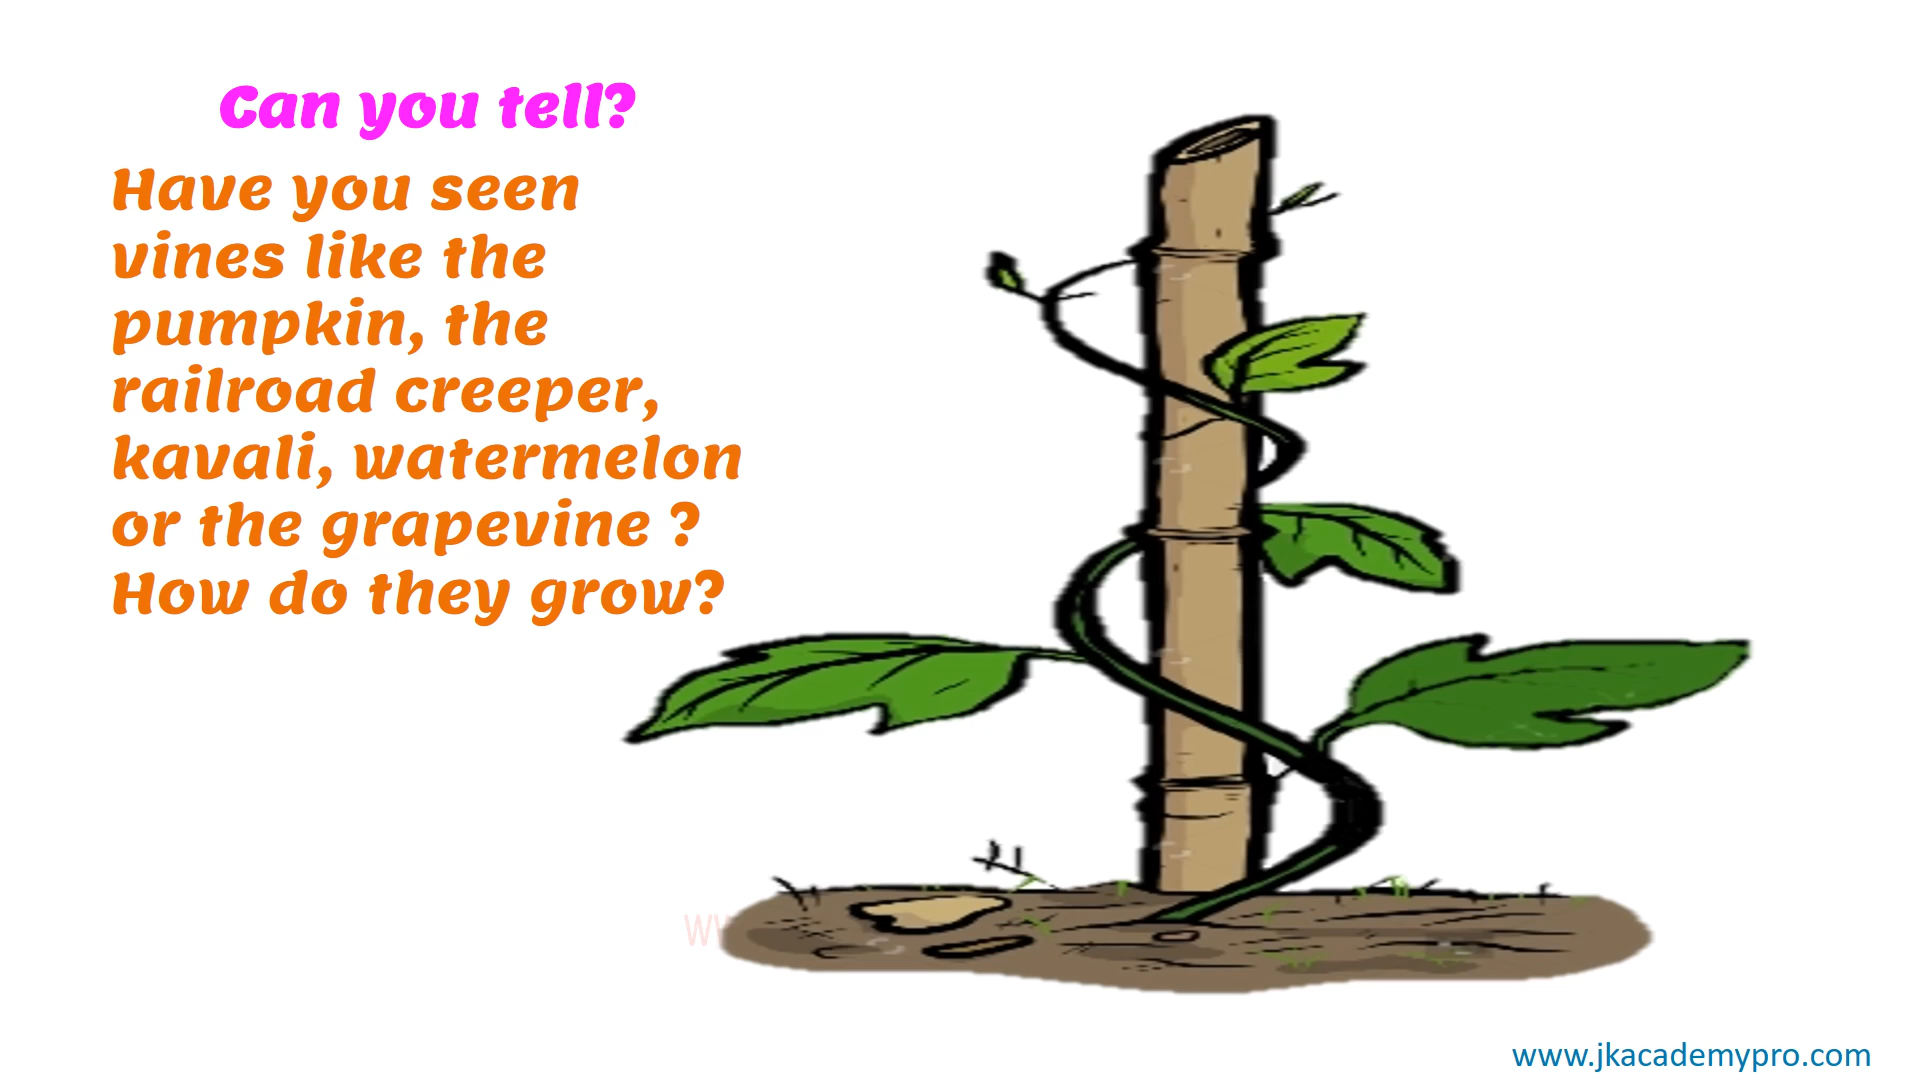 Can you tell?
Have you seen
vines like the
pumpkin, the
railroad creeper,
kavali, watermelon
or the grapevine ?
How do they grow?
www.jkacademypro.com